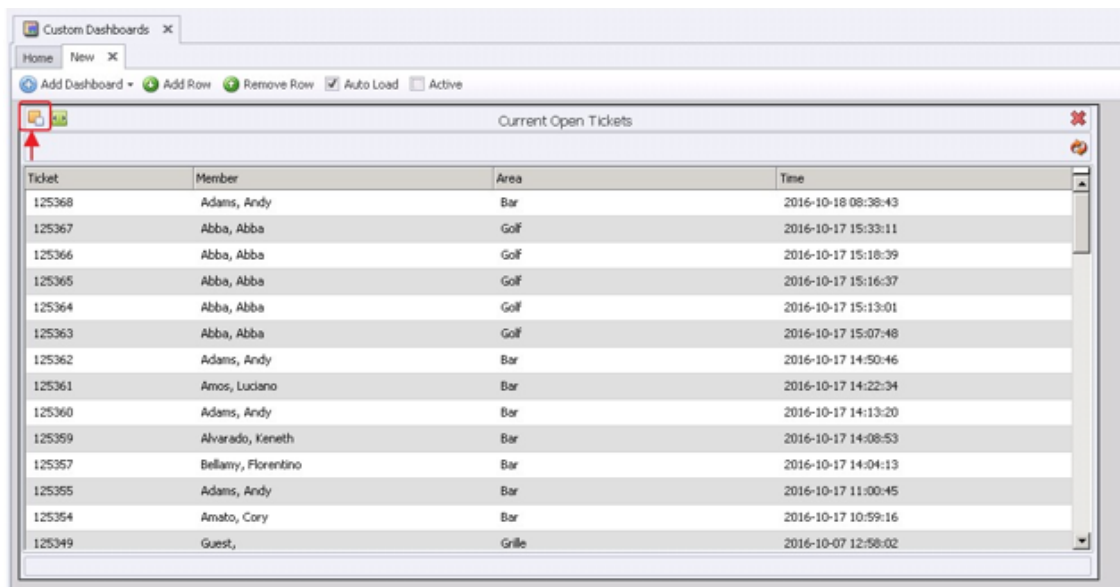 Custom Dashboards
Home New
Add Dashboard Add Row Remove Row Auto Load Active
Current Open Tickets
Ticket Member Area Time
125368 Adams, Andy Bar 2016-10-18 08:38:43
125367 Abba, Abba Golf 2016-10-17 15:33:11
125366 Abba, Abba Golf 2016-10-17 15:18:39
125365 Abba, Abba Golf 2016-10-17 15:16:37
125364 Abba, Abba Golf 2016-10-17 15:13:01
125363 Abba, Abba Golf 2016-10-17 15:07:48
125362 Adams, Andy Bar 2016-10-17 14:50:46
125361 Amos, Luciano Bar 2016-10-17 14:22:34
125360 Adams, Andy Bar 2016-10-17 14:13:20
125359 Alvarado, Keneth Bar 2016-10-17 14:08:53
125357 Bellamy, Florentino Bar 2016-10-17 14:04:13
125355 Adams, Andy Bar 2016-10-17 11:00:45
125354 Amato, Cory Bar 2016-10-17 10:59:16
125349 Guest, Grille 2016-10-07 12:58:02